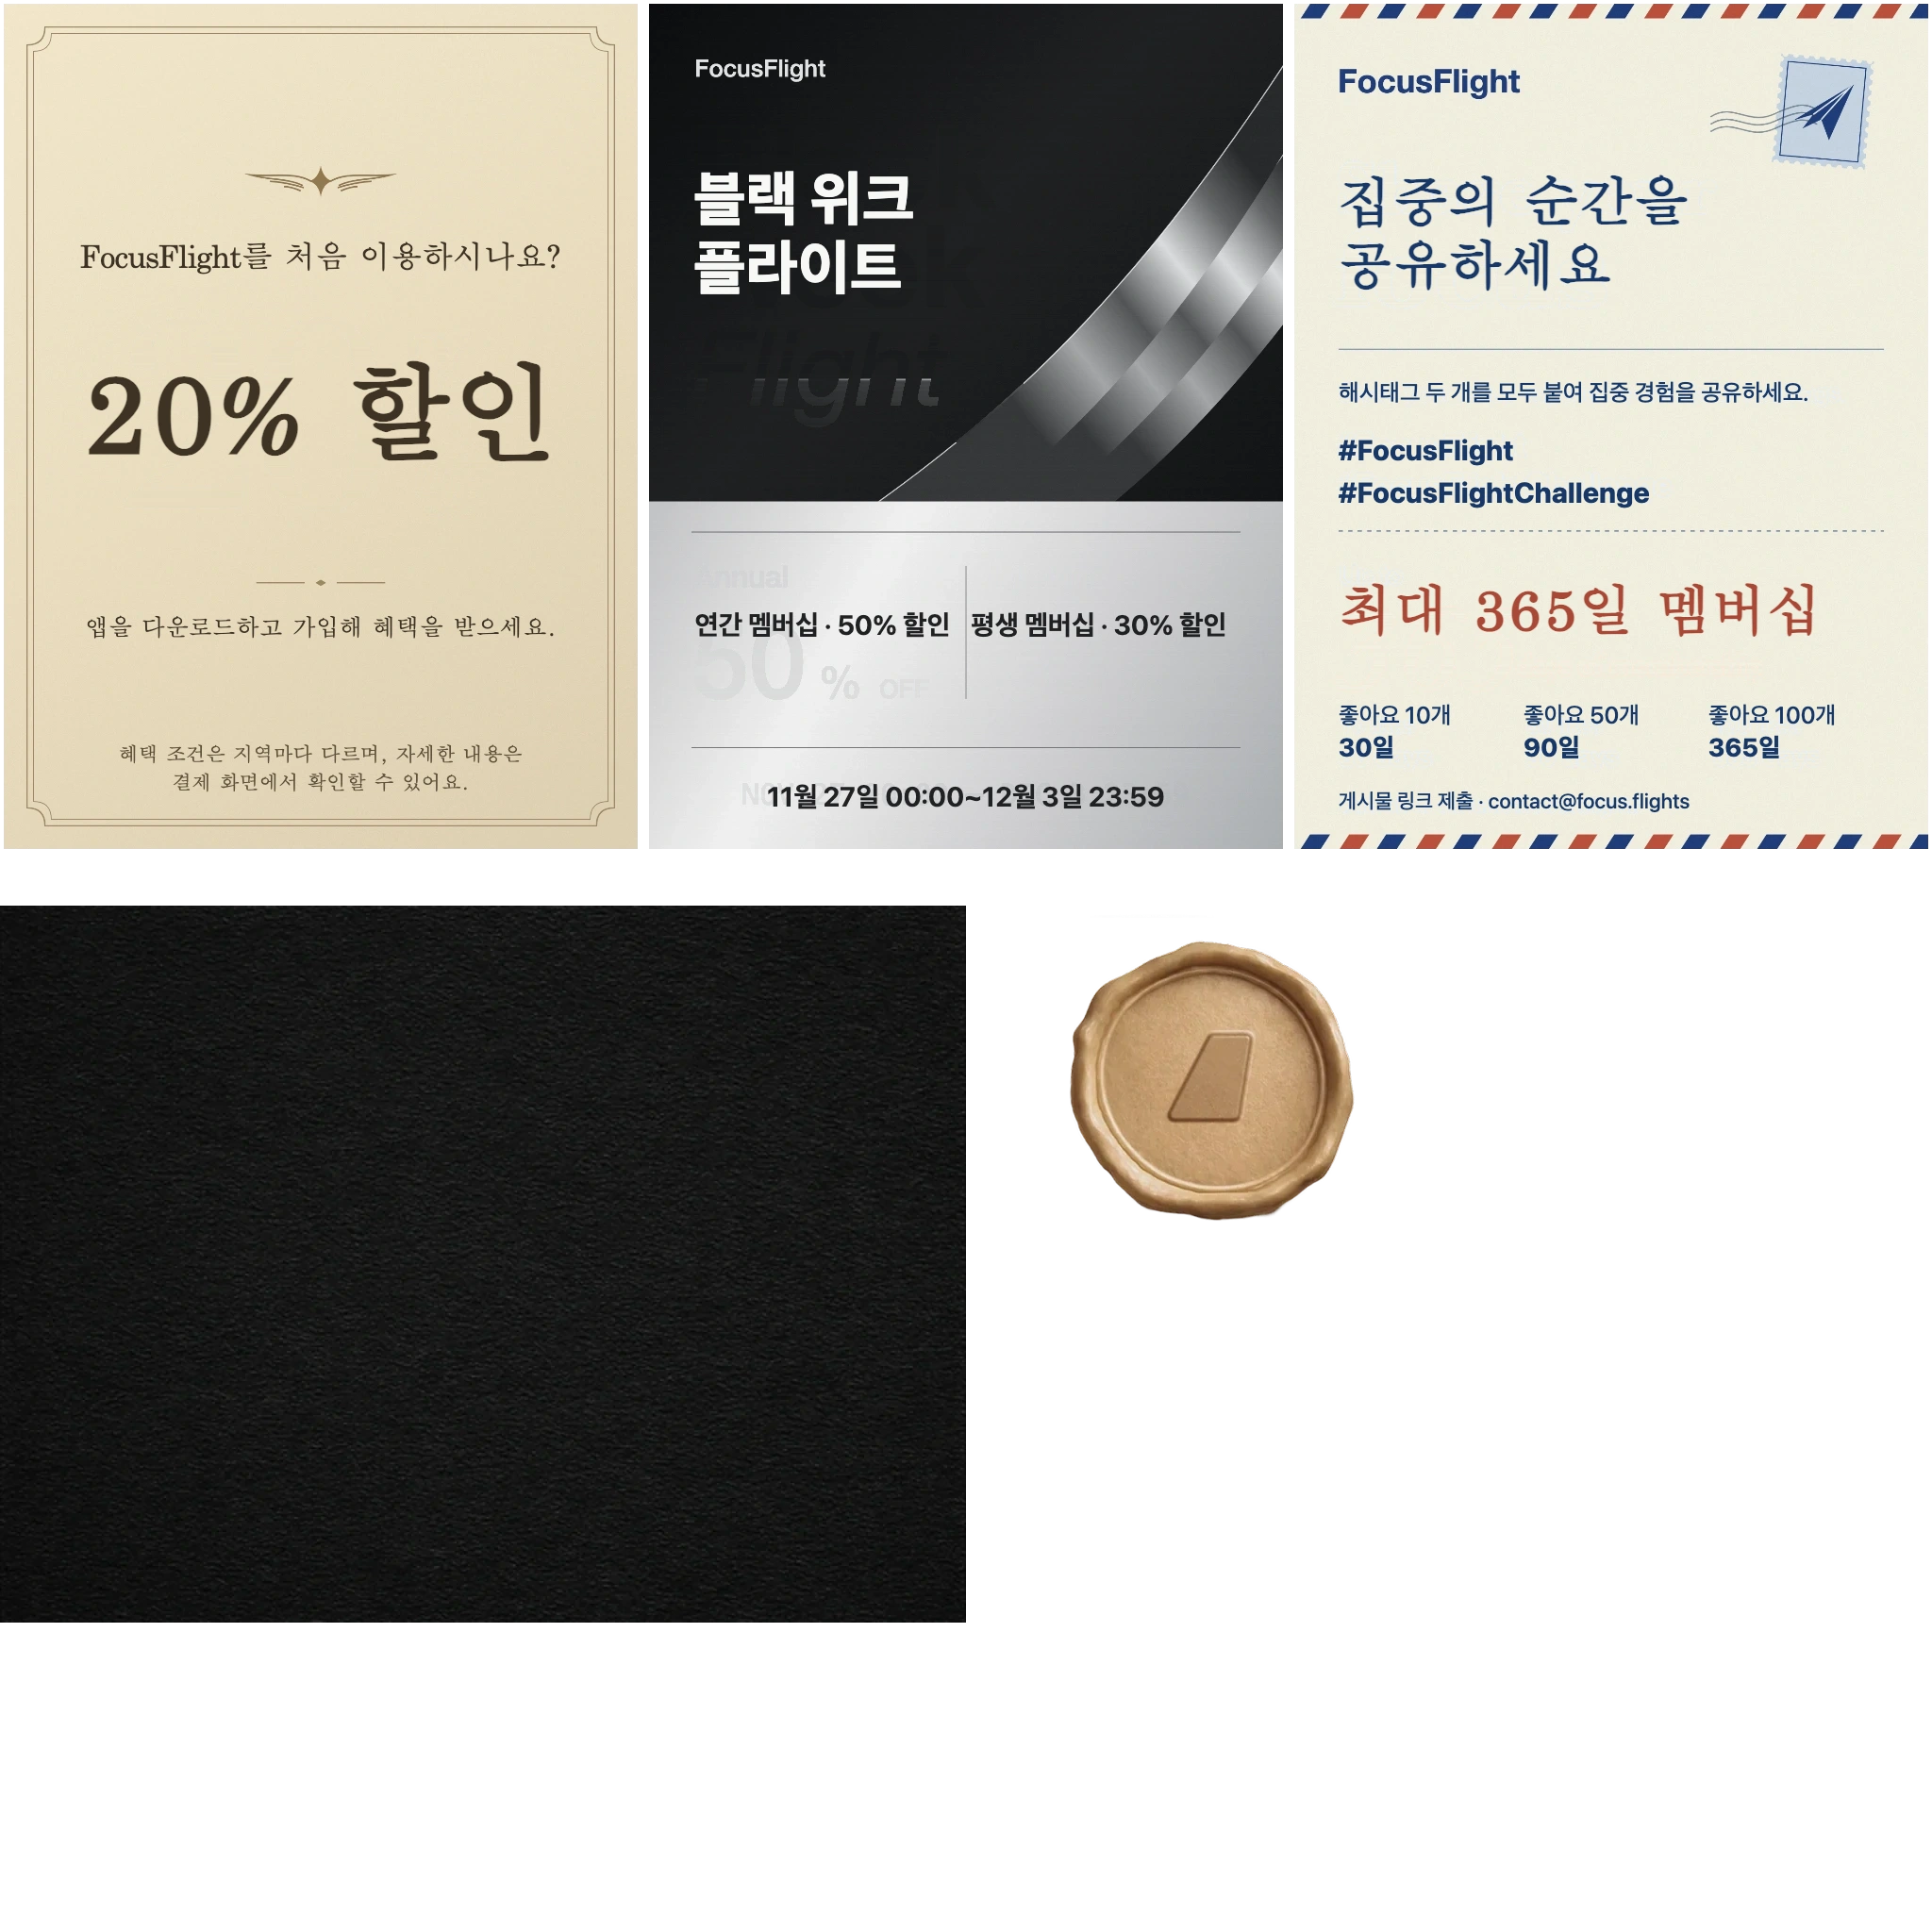 FocusFlight를 처음 이용하시나요?
20% 할인
앱을 다운로드하고 가입해 혜택을 받으세요.
혜택 조건은 지역마다 다르며, 자세한 내용은
결제 화면에서 확인할 수 있어요.
FocusFlight
블랙 위크
플라이트
Flight
Annual
연간 멤버십 · 50% 할인
평생 멤버십 · 30% 할인
50 % OFF
11월 27일 00:00~12월 3일 23:59
FocusFlight
집중의 순간을
공유하세요
해시태그 두 개를 모두 붙여 집중 경험을 공유하세요.
#FocusFlight
#FocusFlightChallenge
최대 365일 멤버십
좋아요 10개
30일
좋아요 50개
90일
좋아요 100개
365일
게시물 링크 제출 · contact@focus.flights